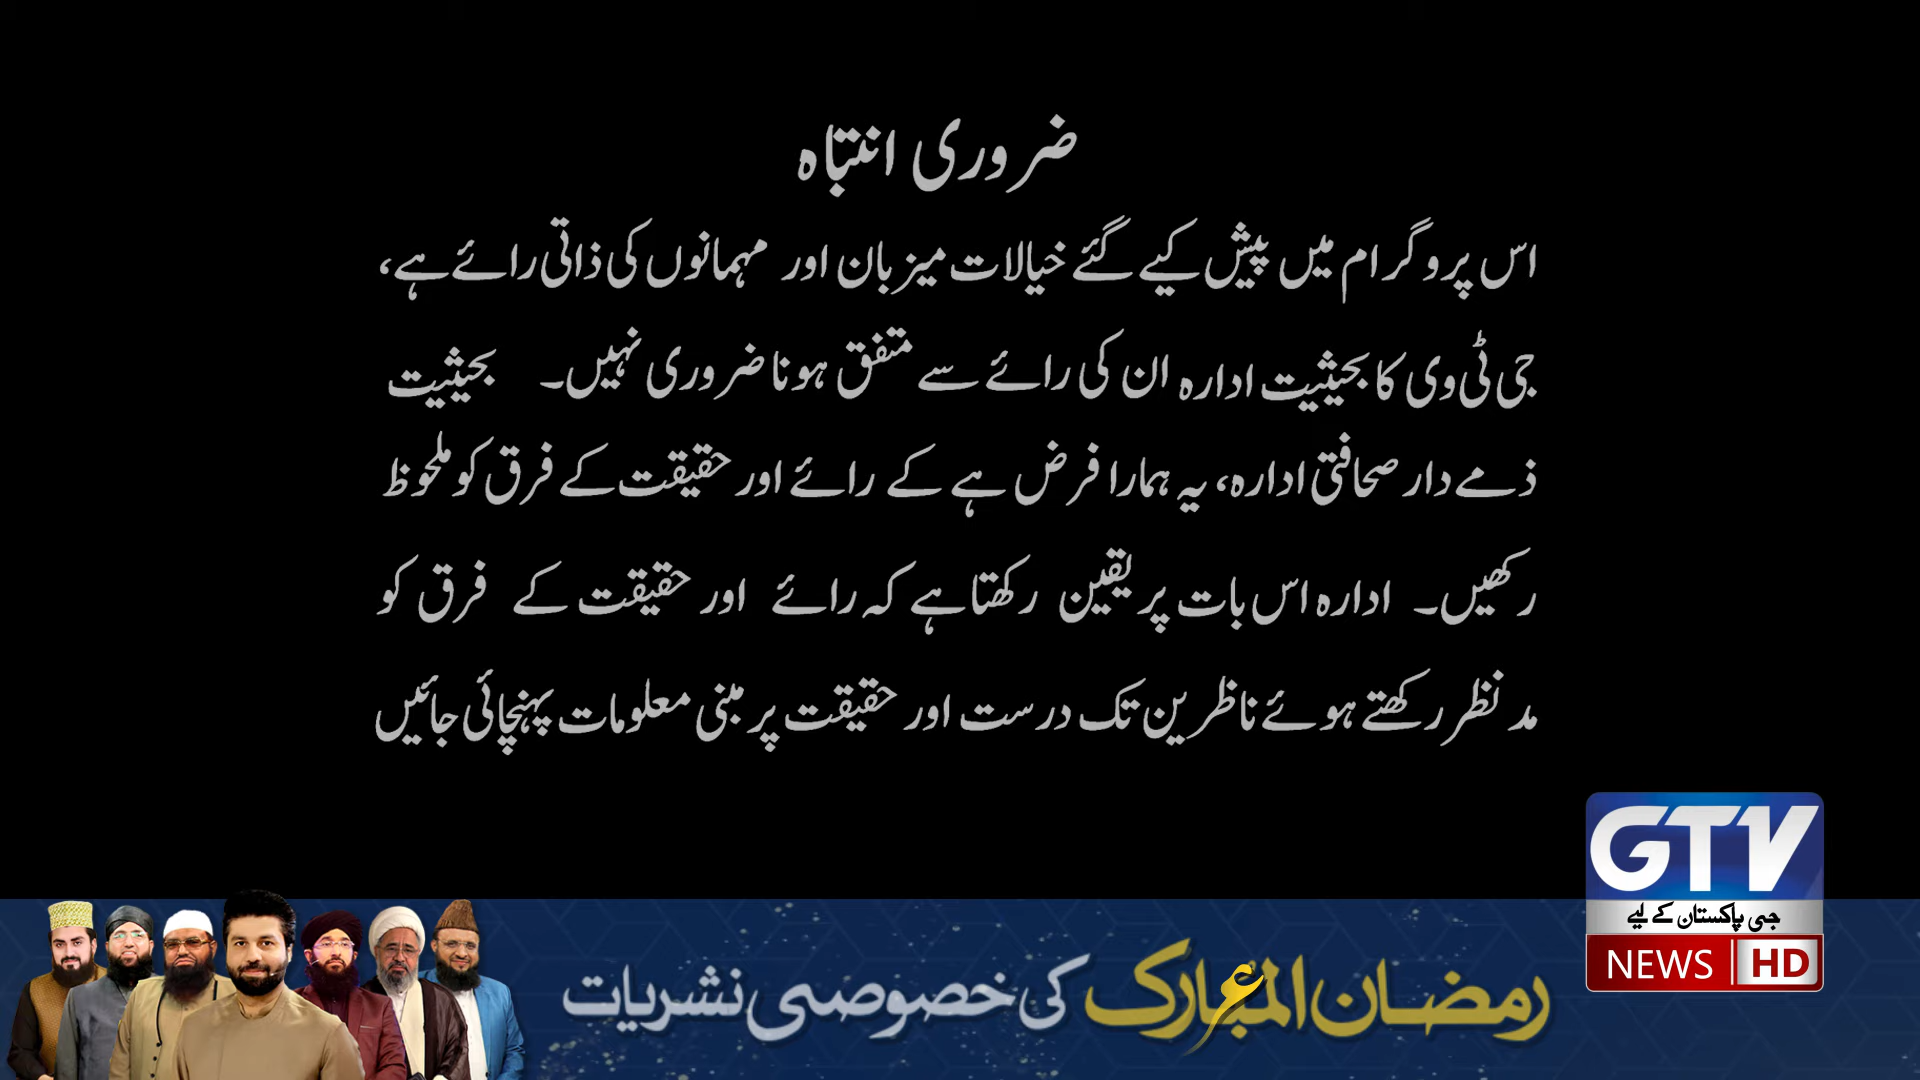 ضروری انتباہ
اس پروگرام میں پیش کیے گئے خیالات میزبان اور مہمانوں کی ذاتی رائے ہے،
جی ٹی وی کا بحیثیت ادارہ ان کی رائے سے متفق ہونا ضروری نہیں۔ بحیثیت
ذمے دار صحافتی ادارہ، یہ ہمارا فرض ہے کے رائے اور حقیقت کے فرق کو ملحوظ
رکھیں۔ ادارہ اس بات پر یقین رکھتا ہے کہ رائے اور حقیقت کے فرق کو
مد نظر رکھتے ہوئے ناظرین تک درست اور حقیقت پر مبنی معلومات پہنچائی جائیں
GTV
جی پاکستان کے لیے
NEWS HD
رمضان المبارک کی خصوصی نشریات